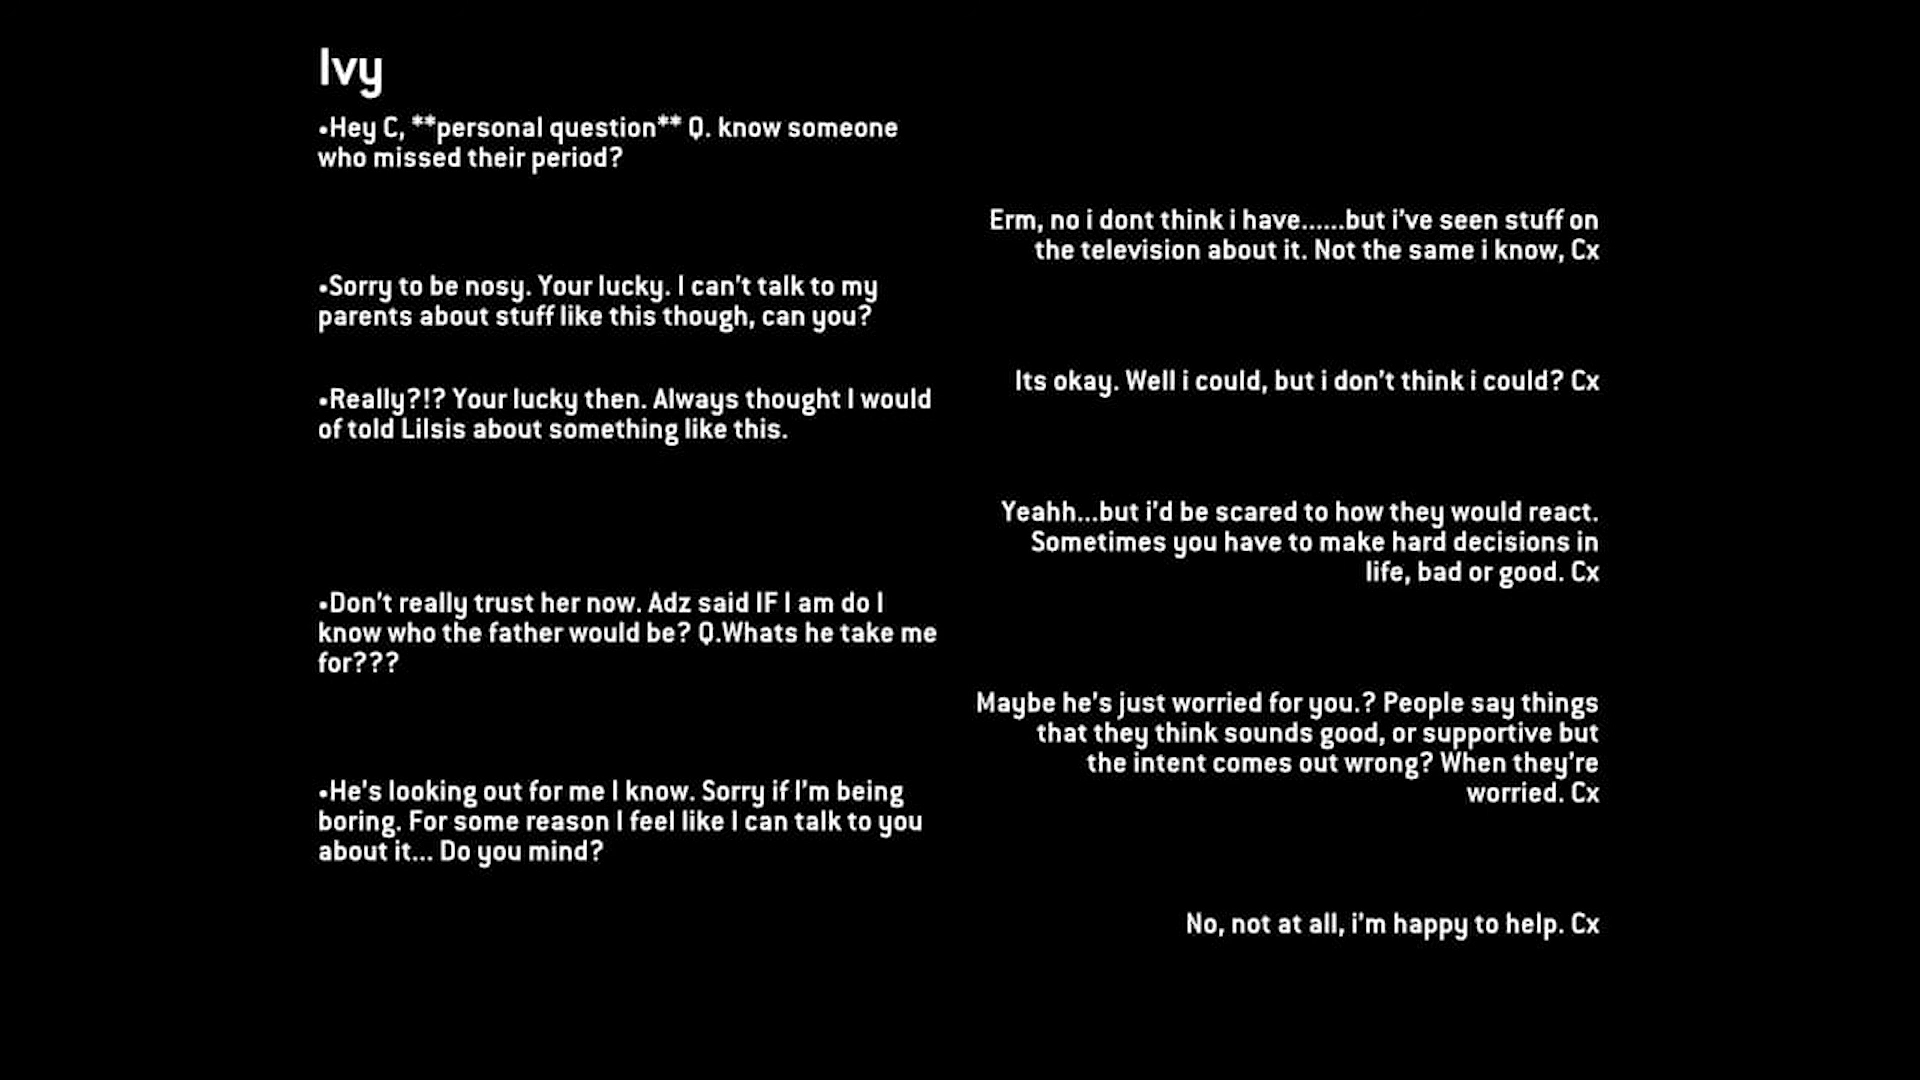 Ivy
•Hey C, **personal question** Q. know someone
who missed their period?
Erm, no i dont think i have......but i've seen stuff on
the television about it. Not the same i know, Cx
•Sorry to be nosy. Your lucky. I can't talk to my
parents about stuff like this though, can you?
Its okay. Well i could, but i don't think i could? Cx
•Really?!? Your lucky then. Always thought I would
of told Lilsis about something like this.
Yeahh...but i'd be scared to how they would react.
Sometimes you have to make hard decisions in
life, bad or good. Cx
•Don't really trust her now. Adz said IF I am do I
know who the father would be? Q.Whats he take me
for???
Maybe he's just worried for you.? People say things
that they think sounds good, or supportive but
the intent comes out wrong? When they're
worried. Cx
•He's looking out for me I know. Sorry if I'm being
boring. For some reason I feel like I can talk to you
about it... Do you mind?
No, not at all, i'm happy to help. Cx